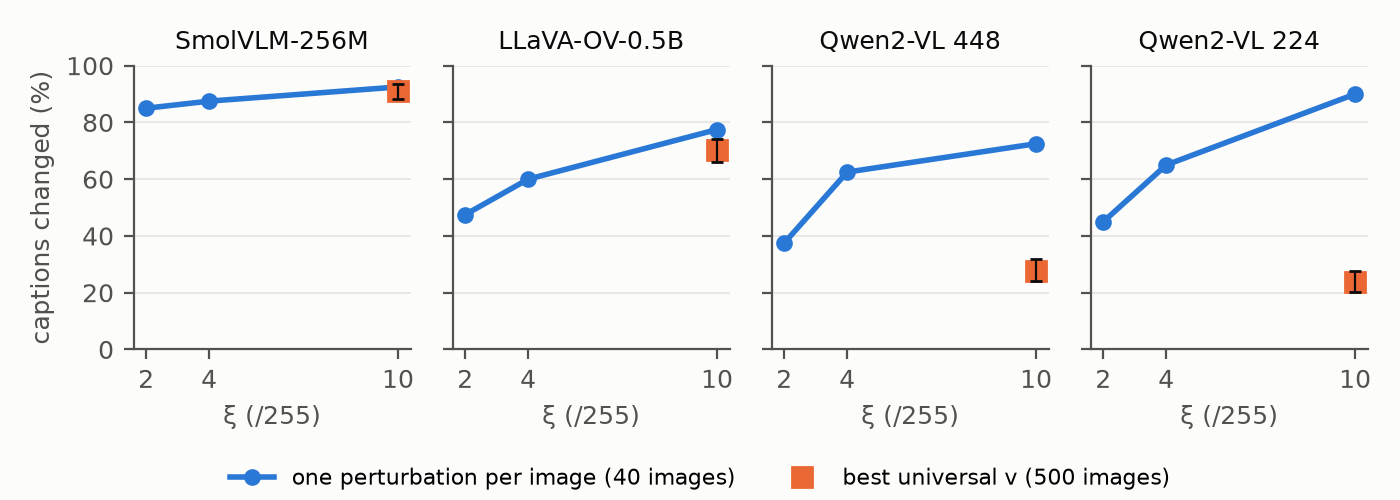 SmolVLM-256M
LLaVA-OV-0.5B
Qwen2-VL 448
Qwen2-VL 224
captions changed (%)
100
80
60
40
20
0
2 4 10
2 4 10
2 4 10
2 4 10
ξ (/255)
ξ (/255)
ξ (/255)
ξ (/255)
one perturbation per image (40 images)
best universal v (500 images)